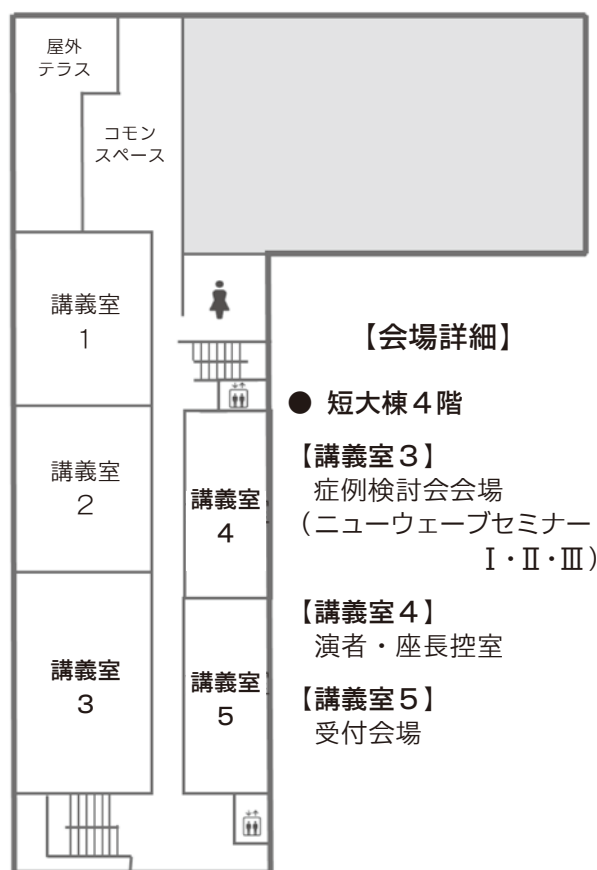 屋外
テラス
コモン
スペース
講義室
1
講義室
2
講義室
3
講義室
4
講義室
5
【会場詳細】
● 短大棟４階
【講義室３】
症例検討会会場
（ニューウェーブセミナー
Ⅰ・Ⅱ・Ⅲ）
【講義室４】
演者・座長控室
【講義室５】
受付会場